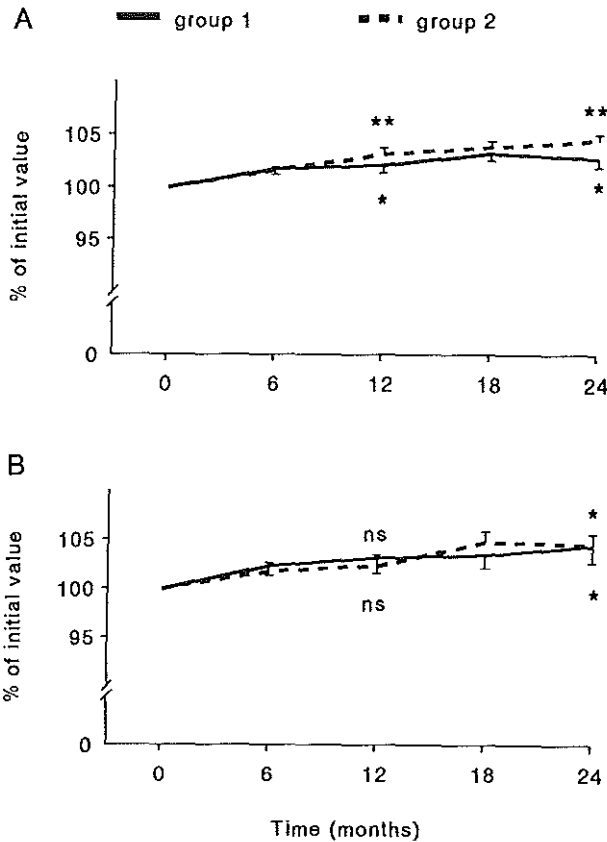 A
group 1
group 2
% of initial value
**
**
105
100
*
*
95
0
0
6
12
18
24
B
% of initial value
*
ns
105
100
ns
*
95
0
0
6
12
18
24
Time (months)